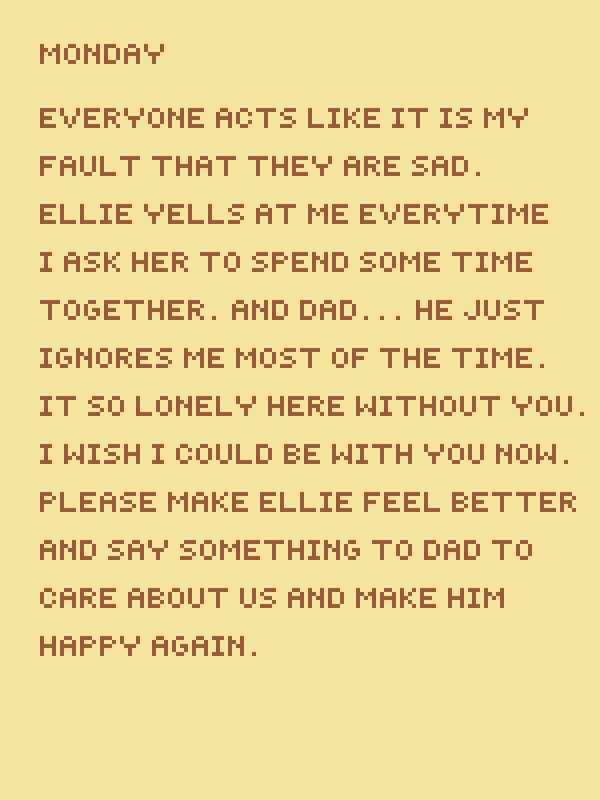 MONDAY
EVERYONE ACTS LIKE IT IS MY
FAULT THAT THEY ARE SAD.
ELLIE YELLS AT ME EVERYTIME
I ASK HER TO SPEND SOME TIME
TOGETHER. AND DAD... HE JUST
IGNORES ME MOST OF THE TIME.
IT SO LONELY HERE WITHOUT YOU.
I WISH I COULD BE WITH YOU NOW.
PLEASE MAKE ELLIE FEEL BETTER
AND SAY SOMETHING TO DAD TO
CARE ABOUT US AND MAKE HIM
HAPPY AGAIN.